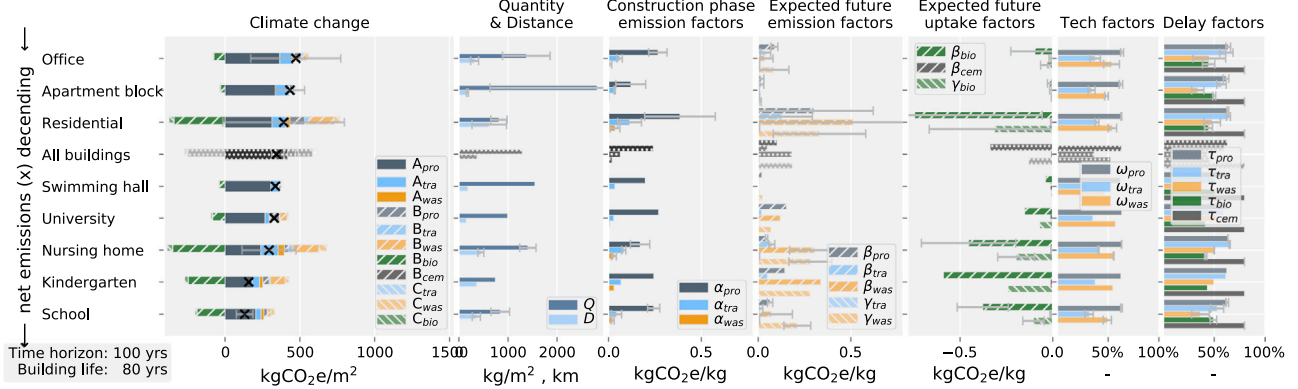 Climate change
Quantity
& Distance
Construction phase
emission factors
Expected future
emission factors
Expected future
uptake factors
Tech factors
Delay factors
⟵ net emissions (x) decending ⟶
Office
Apartment block
Residential
All buildings
Swimming hall
University
Nursing home
Kindergarten
School
A_pro
A_tra
A_was
B_pro
B_tra
B_was
B_bio
B_cem
C_tra
C_was
C_bio
Q
D
α_pro
α_tra
α_was
β_pro
β_tra
β_was
γ_tra
γ_was
β_bio
β_cem
γ_bio
ω_pro
ω_tra
ω_was
τ_pro
τ_tra
τ_was
τ_bio
τ_cem
Time horizon: 100 yrs
Building life: 80 yrs
0 500 1000 1500
kgCO₂e/m²
0 1000 2000
kg/m² , km
0.0 0.5
kgCO₂e/kg
0.0 0.5
kgCO₂e/kg
−0.5 0.0
kgCO₂e/kg
0 50% 100%
-
50% 100%
-